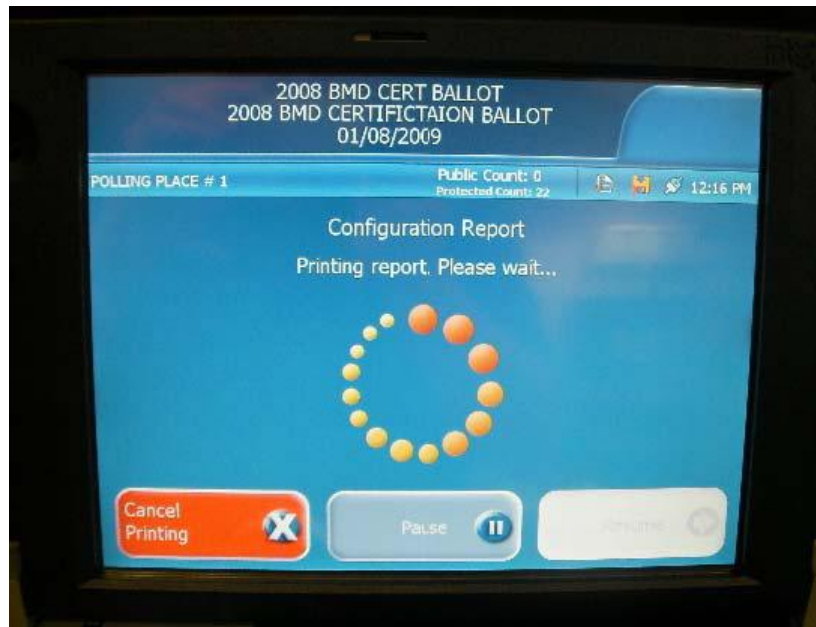 2008 BMD CERT BALLOT
2008 BMD CERTIFICTAION BALLOT
01/08/2009
POLLING PLACE # 1
Public Count: 0
Protected Count: 22
12:16 PM
Configuration Report
Printing report. Please wait...
Cancel
Printing
Pause
Resume